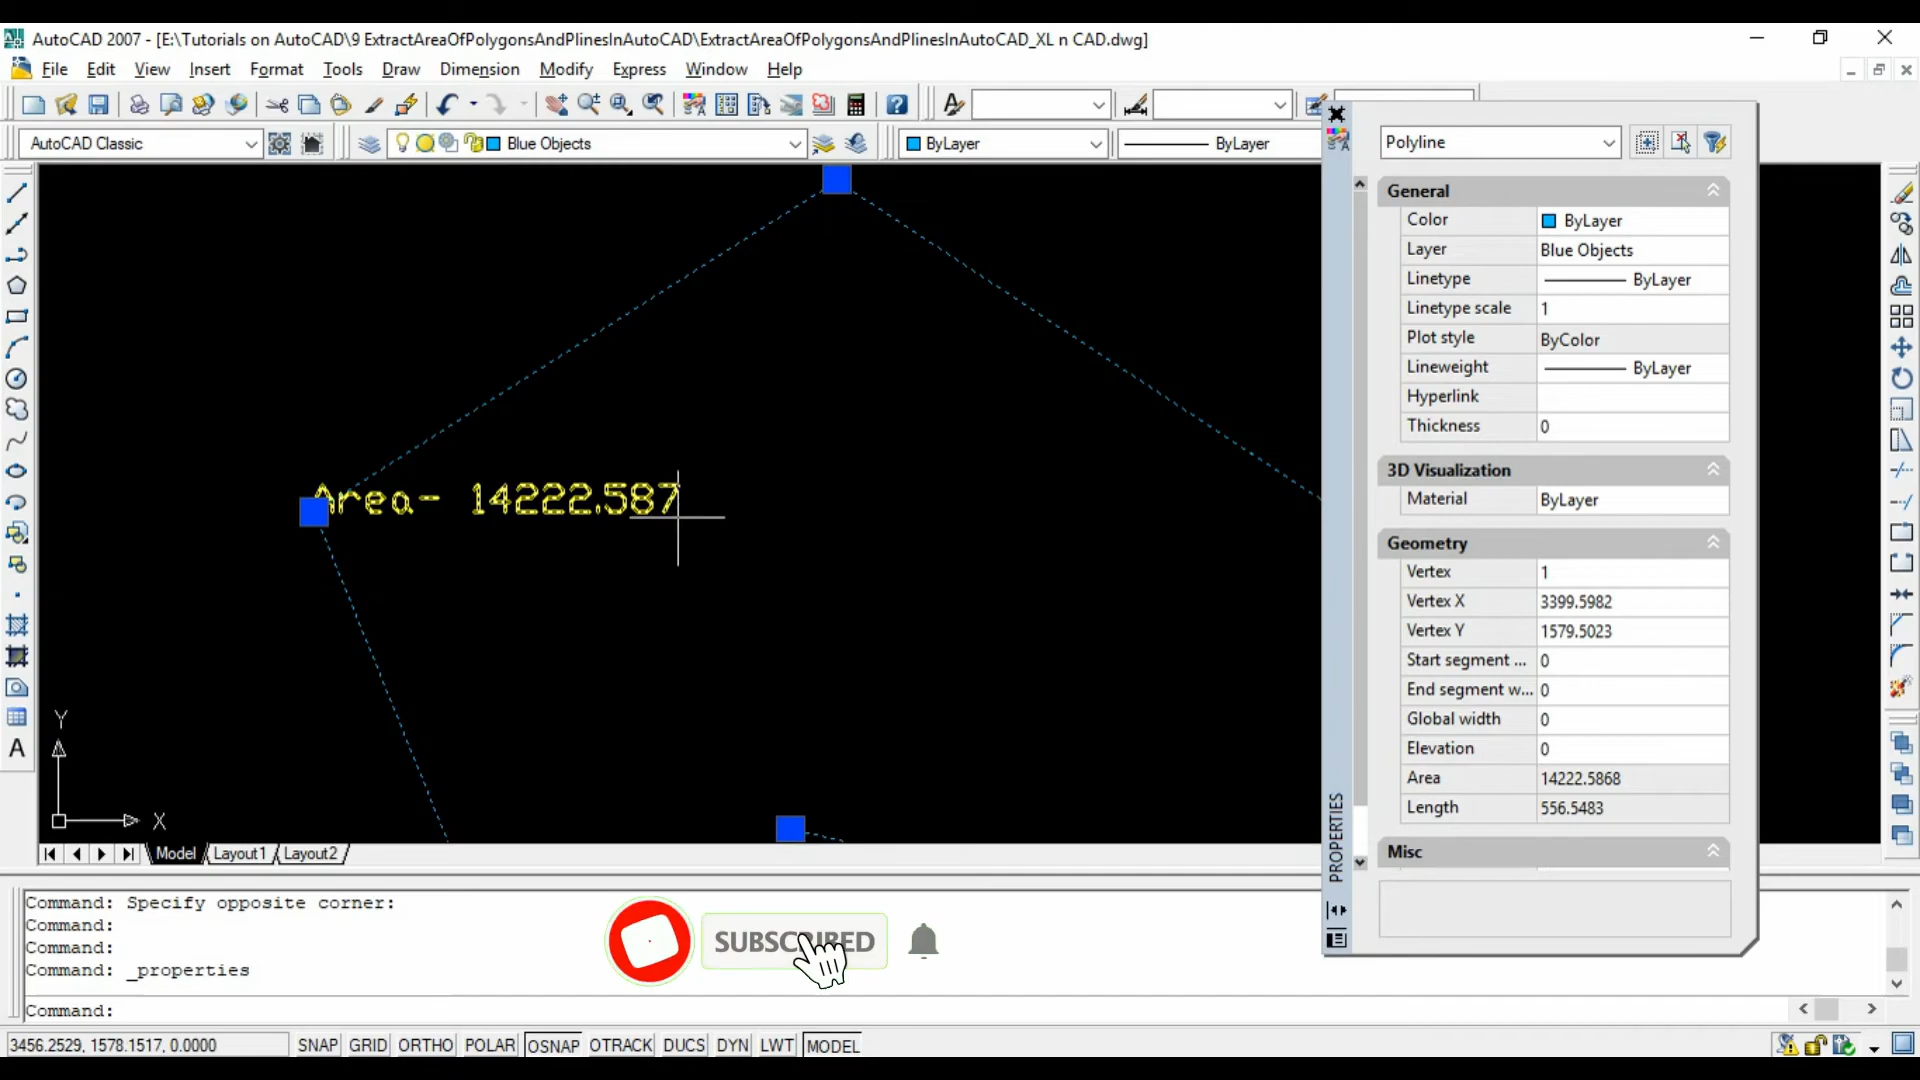 AutoCAD 2007 - [E:\Tutorials on AutoCAD\9 ExtractAreaOfPolygonsAndPlinesInAutoCAD\ExtractAreaOfPolygonsAndPlinesInAutoCAD_XL n CAD.dwg]
File Edit View Insert Format Tools Draw Dimension Modify Express Window Help
AutoCAD Classic Blue Objects ByLayer ByLayer
Polyline
General
Color ByLayer
Layer Blue Objects
Linetype ByLayer
Linetype scale 1
Plot style ByColor
Lineweight ByLayer
Hyperlink
Thickness 0
3D Visualization
Material ByLayer
Geometry
Vertex 1
Vertex X 3399.5982
Vertex Y 1579.5023
Start segment ... 0
End segment w... 0
Global width 0
Elevation 0
Area 14222.5868
Length 556.5483
Misc
PROPERTIES
Area- 14222.587
Y
X
Model Layout1 Layout2
Command: Specify opposite corner:
Command:
Command:
Command: _properties
Command:
SUBSCRIBED
3456.2529, 1578.1517, 0.0000 SNAP GRID ORTHO POLAR OSNAP OTRACK DUCS DYN LWT MODEL